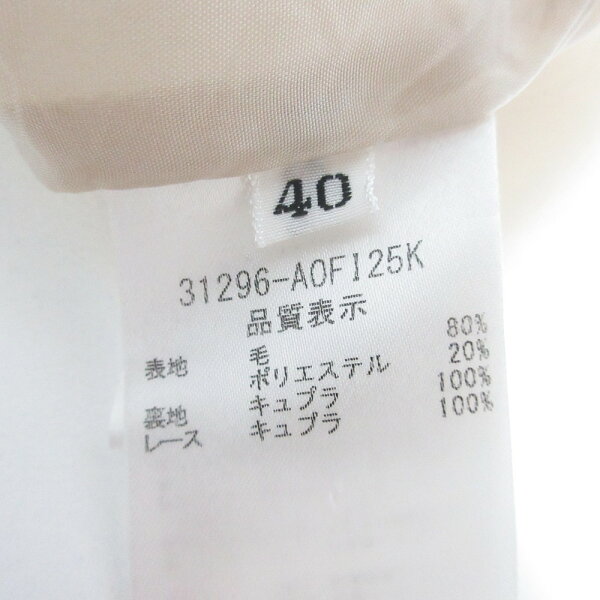 40
31296-A0FI25K
品質表示
表地 毛 80%
ポリエステル 20%
裏地 キュプラ 100%
レース キュプラ 100%